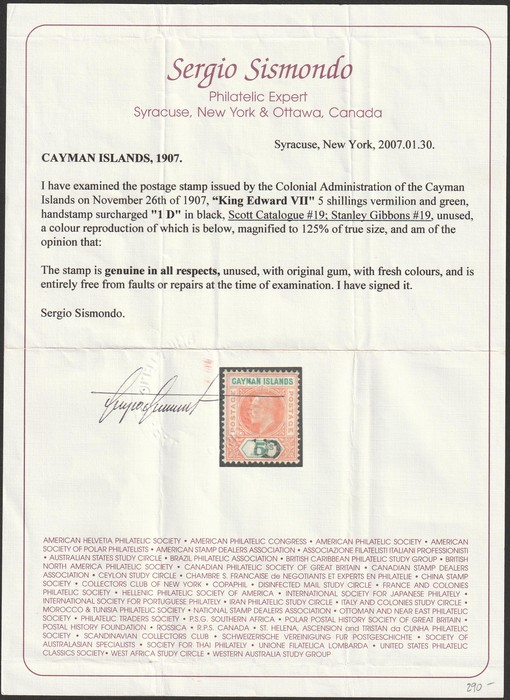 Sergio Sismondo
Philatelic Expert
Syracuse, New York & Ottawa, Canada
Syracuse, New York, 2007.01.30.
CAYMAN ISLANDS, 1907.
I have examined the postage stamp issued by the Colonial Administration of the Cayman
Islands on November 26th of 1907, “King Edward VII" 5 shillings vermilion and green,
handstamp surcharged "1 D" in black, Scott Catalogue #19; Stanley Gibbons #19, unused,
a colour reproduction of which is below, magnified to 125% of true size, and am of the
opinion that:
The stamp is genuine in all respects, unused, with original gum, with fresh colours, and is
entirely free from faults or repairs at the time of examination. I have signed it.
Sergio Sismondo.
CAYMAN ISLANDS
POSTAGE
POSTAGE
AMERICAN HELVETIA PHILATELIC SOCIETY • AMERICAN PHILATELIC CONGRESS • AMERICAN PHILATELIC SOCIETY • AMERICAN
SOCIETY OF POLAR PHILATELISTS • AMERICAN STAMP DEALERS ASSOCIATION • ASSOCIAZIONE FILATELISTI ITALIANI PROFESSIONISTI
• AUSTRALIAN STATES STUDY CIRCLE • BRAZIL PHILATELIC ASSOCIATION • BRITISH CARIBBEAN PHILATELIC STUDY GROUP • BRITISH
NORTH AMERICA PHILATELIC SOCIETY • CANADIAN PHILATELIC SOCIETY OF GREAT BRITAIN • CANADIAN STAMP DEALERS
ASSOCIATION • CEYLON STUDY CIRCLE • CHAMBRE S. FRANCAISE de NEGOTIANTS ET EXPERTS EN PHILATELIE • CHINA STAMP
SOCIETY • COLLECTORS CLUB OF NEW YORK • COPAPHIL • DISINFECTED MAIL STUDY CIRCLE • FRANCE & COLONIES PHILATELIC
SOCIETY • HELLENIC PHILATELIC SOCIETY OF AMERICA • INTERNATIONAL SOCIETY FOR JAPANESE PHILATELY •
INTERNATIONAL SOCIETY FOR PORTUGUESE PHILATELY • IRAN PHILATELIC STUDY CIRCLE • ITALY AND COLONIES STUDY CIRCLE •
MOROCCO & TUNISIA PHILATELIC SOCIETY • NATIONAL STAMP DEALERS ASSOCIATION • OTTOMAN AND NEAR EAST PHILATELIC
SOCIETY • PHILATELIC TRADERS SOCIETY • P.S.G. SOUTHERN AFRICA • POLAR POSTAL HISTORY SOCIETY OF GREAT BRITAIN •
POSTAL HISTORY FOUNDATION • ROSSICA • R.P.S. CANADA • ST. HELENA, ASCENSION and TRISTAN da CUNHA PHILATELIC
SOCIETY • SCANDINAVIAN COLLECTORS CLUB • SCHWEIZERISCHE VEREINIGUNG FUR POSTGESCHICHTE • SOCIETY OF
AUSTRALASIAN SPECIALISTS • SOCIETY FOR THAI PHILATELY • UNIONE FILATELICA LOMBARDA • UNITED STATES PHILATELIC
CLASSICS SOCIETY• WEST AFRICA STUDY CIRCLE • WESTERN AUSTRALIA STUDY GROUP
290 –